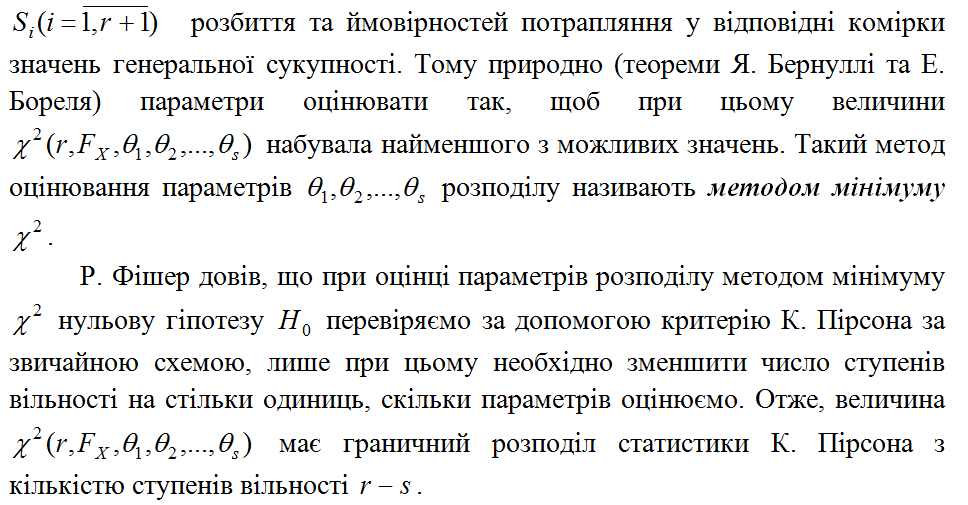 Sᵢ(i = 1,r + 1‾) розбиття та ймовірностей потрапляння у відповідні комірки
значень генеральної сукупності. Тому природно (теореми Я. Бернуллі та Е.
Бореля) параметри оцінювати так, щоб при цьому величини
χ²(r,F_X,θ₁,θ₂,...,θₛ) набувала найменшого з можливих значень. Такий метод
оцінювання параметрів θ₁,θ₂,...,θₛ розподілу називають методом мінімуму
χ².
Р. Фішер довів, що при оцінці параметрів розподілу методом мінімуму
χ² нульову гіпотезу H₀ перевіряємо за допомогою критерію К. Пірсона за
звичайною схемою, лише при цьому необхідно зменшити число ступенів
вільності на стільки одиниць, скільки параметрів оцінюємо. Отже, величина
χ²(r,F_X,θ₁,θ₂,...,θₛ) має граничний розподіл статистики К. Пірсона з
кількістю ступенів вільності r − s.